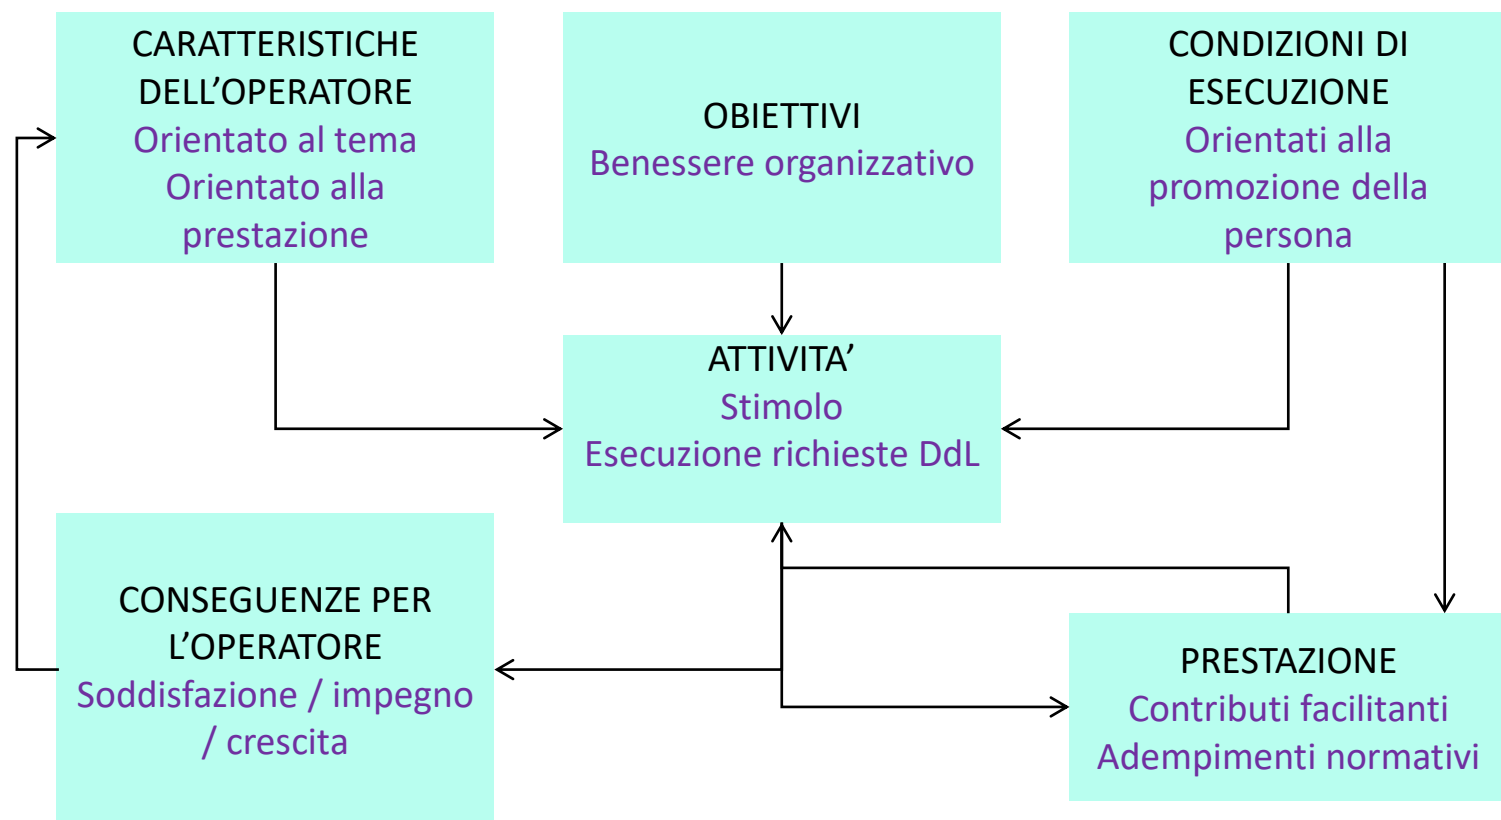 CARATTERISTICHE
DELL’OPERATORE
Orientato al tema
Orientato alla
prestazione
OBIETTIVI
Benessere organizzativo
CONDIZIONI DI
ESECUZIONE
Orientati alla
promozione della
persona
ATTIVITA’
Stimolo
Esecuzione richieste DdL
CONSEGUENZE PER
L’OPERATORE
Soddisfazione / impegno
/ crescita
PRESTAZIONE
Contributi facilitanti
Adempimenti normativi